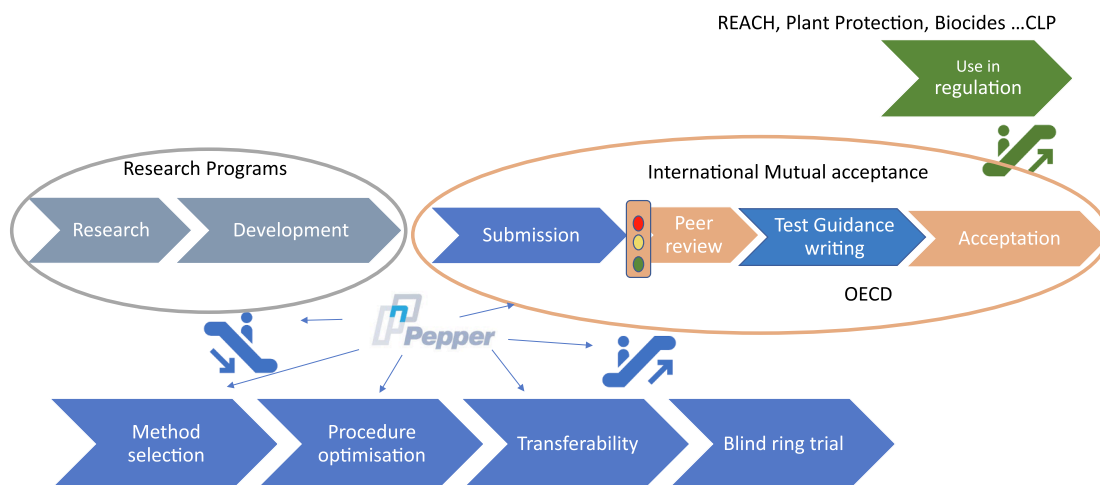 REACH, Plant Protection, Biocides ...CLP
Use in
regulation
Research Programs
International Mutual acceptance
Research
Development
Submission
Peer
review
Test Guidance
writing
Acceptation
OECD
Pepper
Method
selection
Procedure
optimisation
Transferability
Blind ring trial